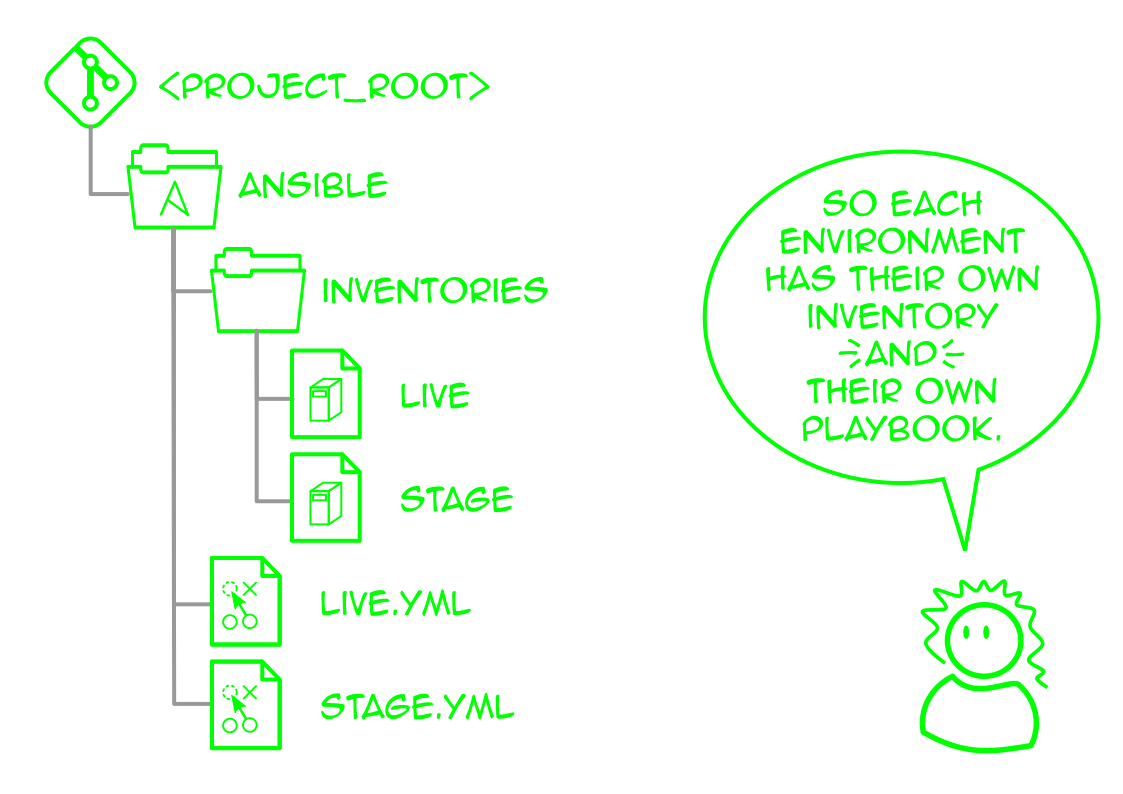 <PROJECT_ROOT>
ANSIBLE
INVENTORIES
LIVE
STAGE
LIVE.YML
STAGE.YML
SO EACH
ENVIRONMENT
HAS THEIR OWN
INVENTORY
AND
THEIR OWN
PLAYBOOK.